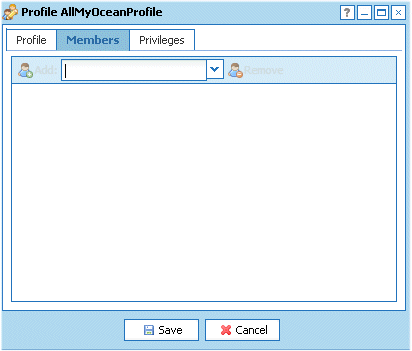 Profile AllMyOceanProfile
Profile Members Privileges
Add: Remove
Save Cancel